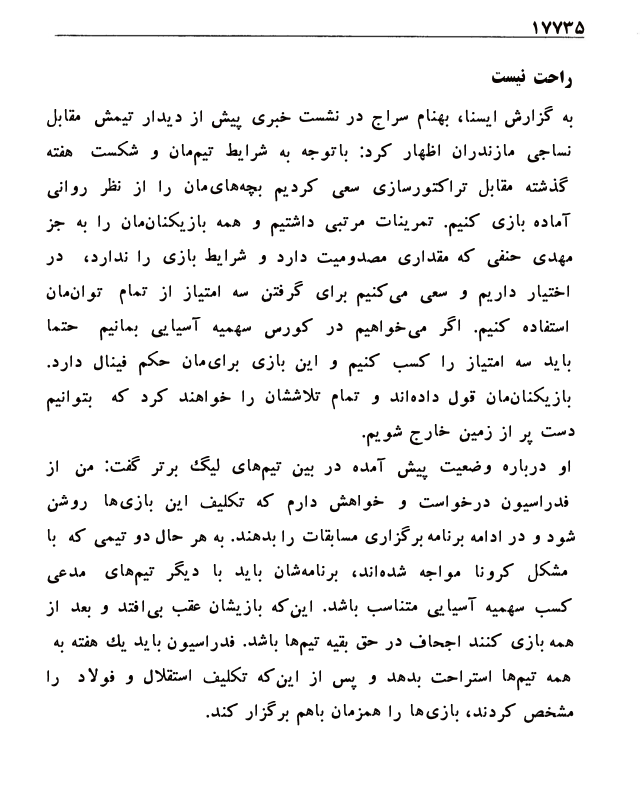 ۱۷۷۳۵
راحت نیست
به گزارش ایسنا، بهنام سراج در نشست خبری پیش از دیدار تیمش مقابل
نساجی مازندران اظهار کرد: باتوجه به شرایط تیم‌مان و شکست هفته
گذشته مقابل تراکتورسازی سعی کردیم بچه‌های‌مان را از نظر روانی
آماده بازی کنیم. تمرینات مرتبی داشتیم و همه بازیکنان‌مان را به جز
مهدی حنفی که مقداری مصدومیت دارد و شرایط بازی را ندارد، در
اختیار داریم و سعی می‌کنیم برای گرفتن سه امتیاز از تمام توان‌مان
استفاده کنیم. اگر می‌خواهیم در کورس سهمیه آسیایی بمانیم حتما
باید سه امتیاز را کسب کنیم و این بازی برای‌مان حکم فینال دارد.
بازیکنان‌مان قول داده‌اند و تمام تلاششان را خواهند کرد که بتوانیم
دست پر از زمین خارج شویم.
او درباره وضعیت پیش آمده در بین تیم‌های لیگ برتر گفت: من از
فدراسیون درخواست و خواهش دارم که تکلیف این بازی‌ها روشن
شود و در ادامه برنامه برگزاری مسابقات را بدهند. به هر حال دو تیمی که با
مشکل کرونا مواجه شده‌اند، برنامه‌شان باید با دیگر تیم‌های مدعی
کسب سهمیه آسیایی متناسب باشد. این‌که بازیشان عقب بی‌افتد و بعد از
همه بازی کنند اجحاف در حق بقیه تیم‌ها باشد. فدراسیون باید یك هفته به
همه تیم‌ها استراحت بدهد و پس از این‌که تکلیف استقلال و فولاد را
مشخص کردند، بازی‌ها را همزمان باهم برگزار کند.